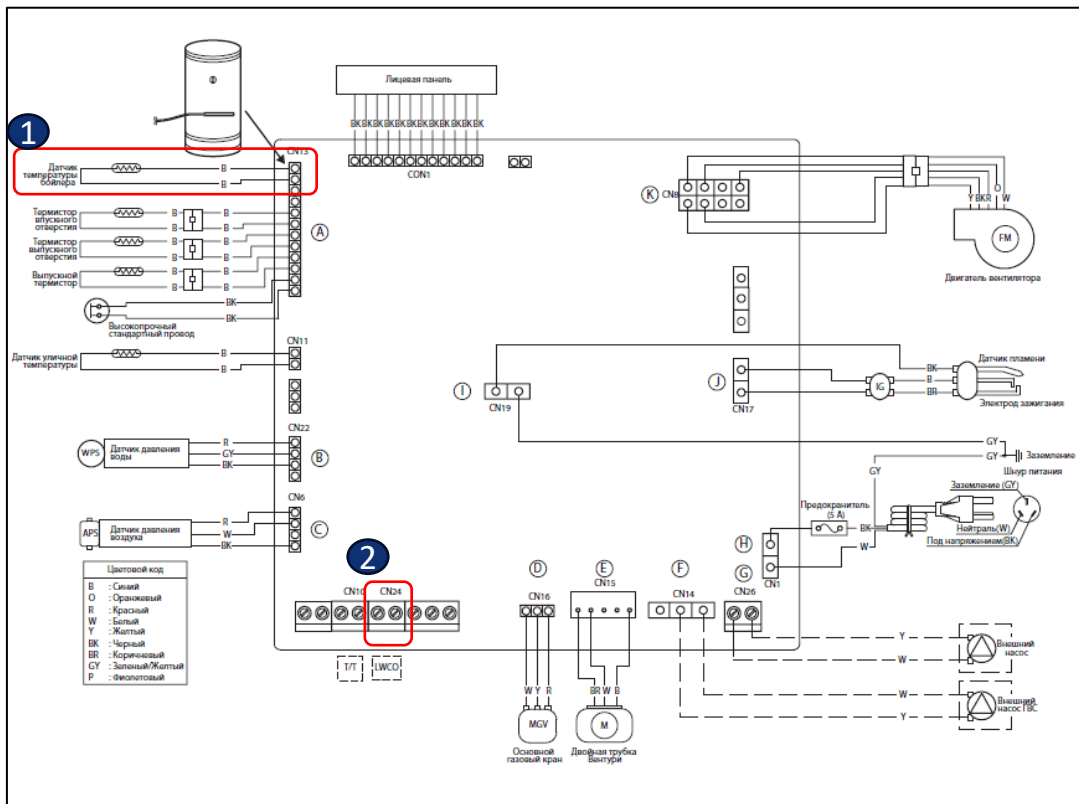 1
Лицевая панель
BK BK BK BK BK BK BK BK BK BK BK BK
CON1
CN13
Датчик
температуры
бойлера
B
B
Термистор
впускного
отверстия
B B
B B
Термистор
выпускного
отверстия
B B
B B
Выпускной
термистор
B B
B B
A
BK
BK
Высокопрочный
стандартный провод
CN11
Датчик уличной
температуры
B
B
CN22
WPS
Датчик давления
воды
R
GY
BK
B
CN6
APS
Датчик давления
воздуха
R
W
BK
C
K
CN8
Y BK R O W
FM
Двигатель вентилятора
I
CN19
J
CN17
IG
BK
B
BR
Датчик пламени
Электрод зажигания
GY
GY
GY
Заземление
Шнур питания
Заземление (GY)
Предохранитель
(5 А)
BK
W
Нейтраль(W)
Под напряжением(BK)
H
G
CN1
Цветовой код
B : Синий
O : Оранжевый
R : Красный
W : Белый
Y : Желтый
BK : Черный
BR : Коричневый
GY : Зеленый/Желтый
P : Фиолетовый
2
CN10 CN24
T/T LWCO
D
CN16
W Y R
MGV
Основной
газовый кран
E
CN15
BR W B
M
Двойная трубка
Вентури
F
CN14
CN26
Y
W
Внешний
насос
W
Y
Внешний
насос ГВС